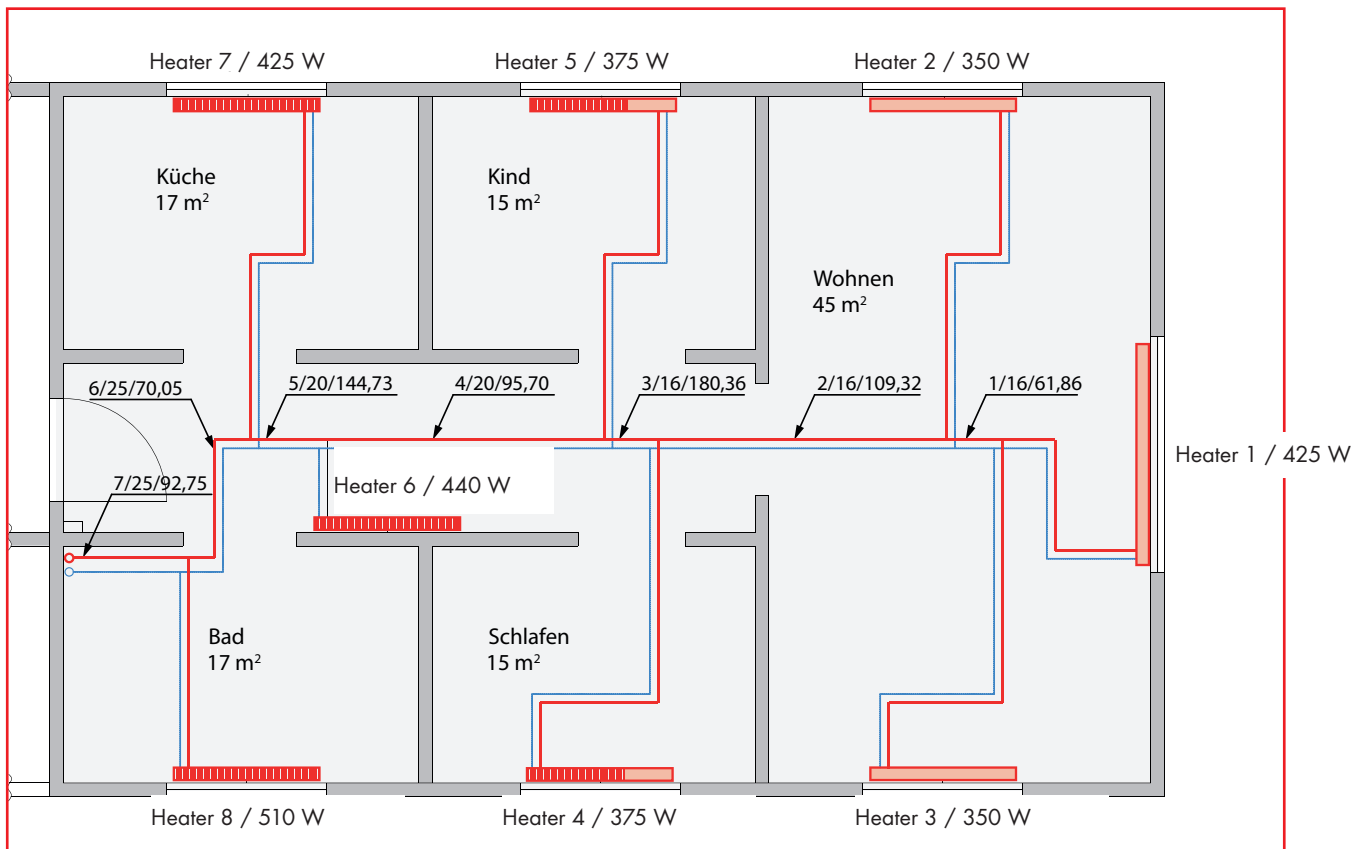 Heater 7 / 425 W
Heater 5 / 375 W
Heater 2 / 350 W
Küche
17 m²
Kind
15 m²
Wohnen
45 m²
6/25/70,05
5/20/144,73
4/20/95,70
3/16/180,36
2/16/109,32
1/16/61,86
Heater 1 / 425 W
7/25/92,75
Heater 6 / 440 W
Bad
17 m²
Schlafen
15 m²
Heater 8 / 510 W
Heater 4 / 375 W
Heater 3 / 350 W